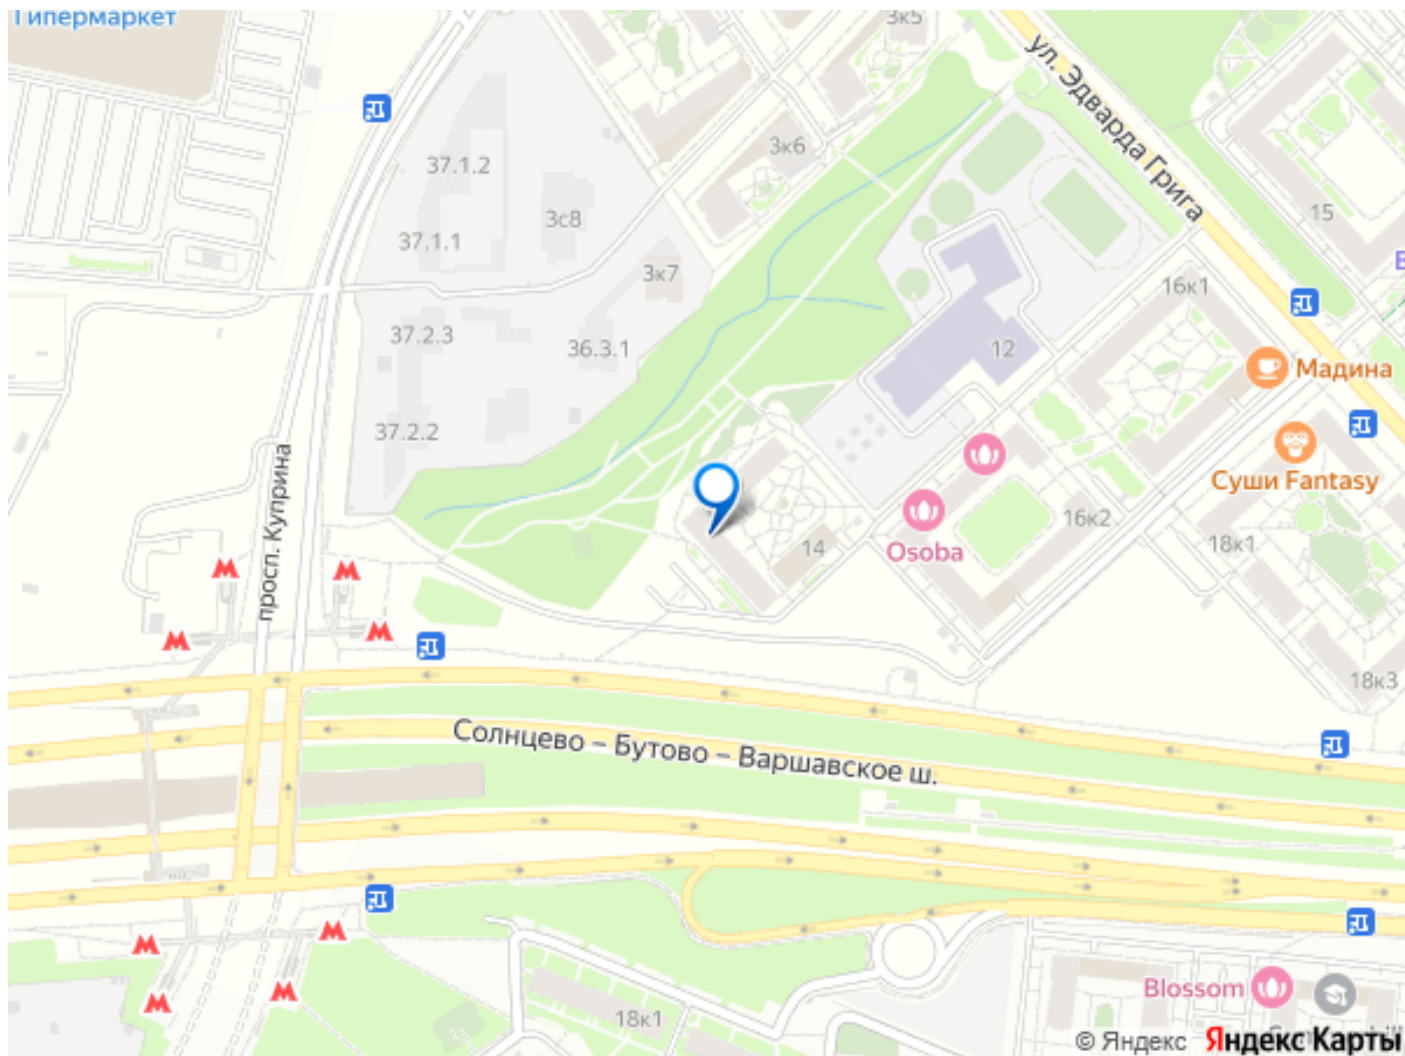 Гипермаркет
3к5
ул. Эдварда Грига
37.1.2
3к6
3с8
15
37.1.1
3к7
16к1
37.2.3
36.3.1
12
Мадина
37.2.2
просп. Куприна
Суши Fantasy
16к2
14
Osoba
18к1
18к3
Солнцево – Бутово – Варшавское ш.
Blossom
18к1
© Яндекс Яндекс Карты